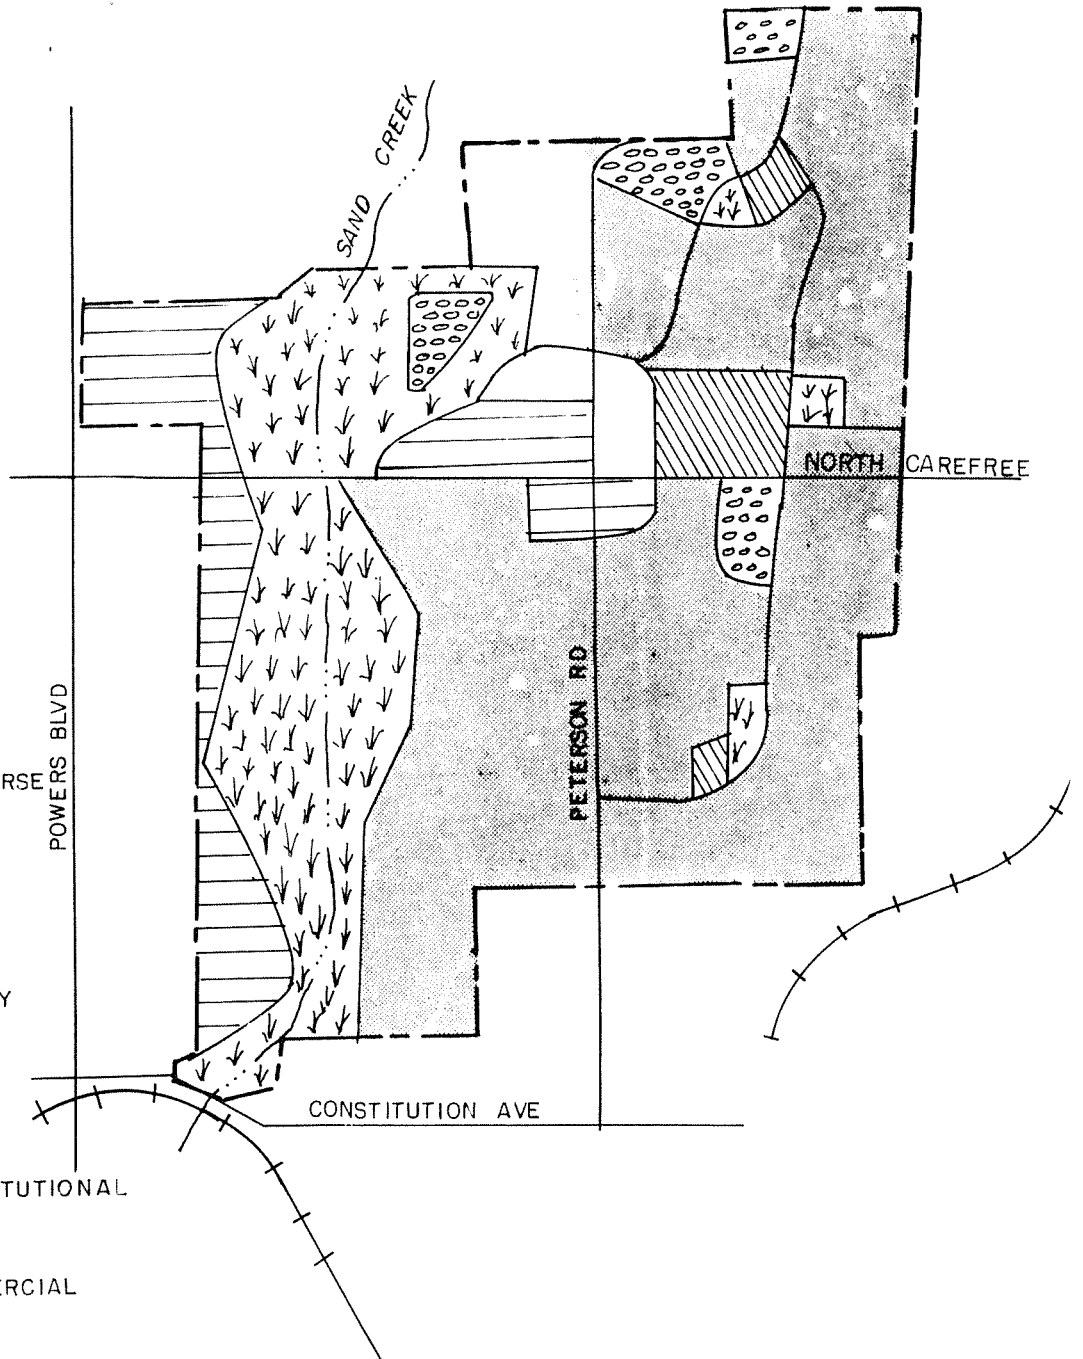 SAND CREEK
NORTH CAREFREE
PETERSON RD
POWERS BLVD
RSE
Y
CONSTITUTION AVE
TUTIONAL
ERCIAL